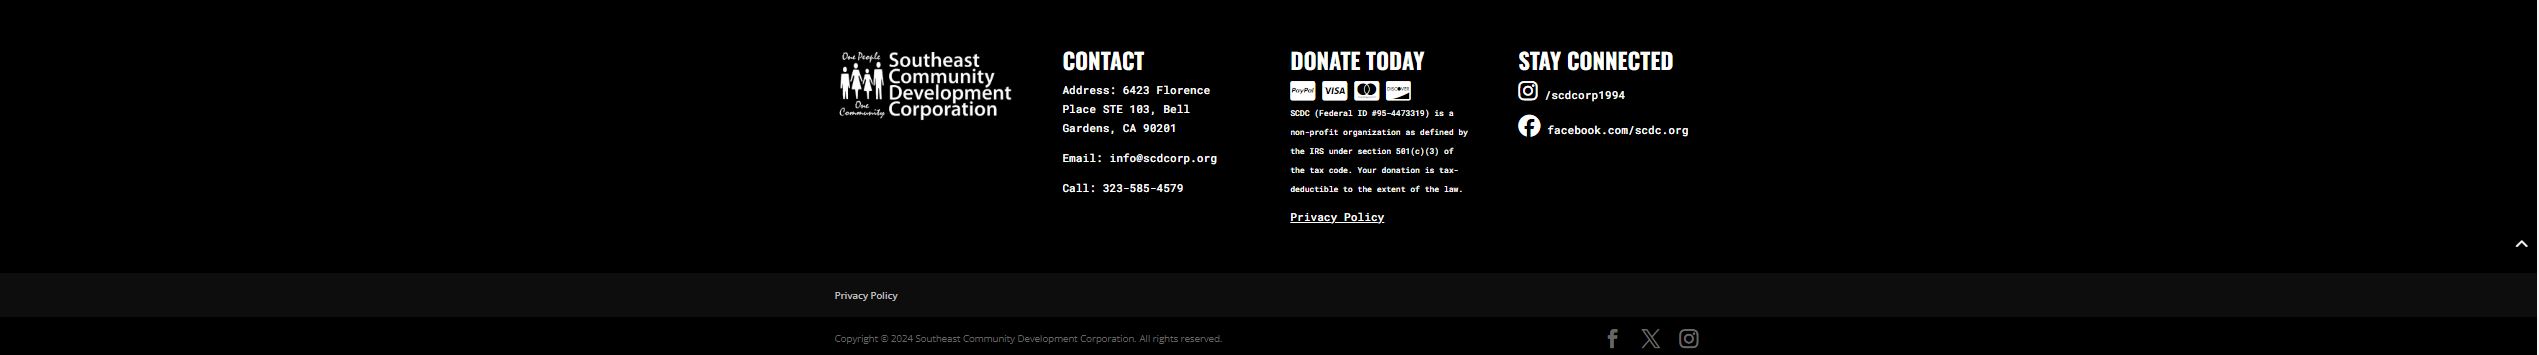 One People
Southeast
Community
Development
Corporation
One
Community
CONTACT
Address: 6423 Florence
Place STE 103, Bell
Gardens, CA 90201
Email: info@scdcorp.org
Call: 323-585-4579
DONATE TODAY
PayPal VISA DISCOVER
SCDC (Federal ID #95-4473319) is a
non-profit organization as defined by
the IRS under section 501(c)(3) of
the tax code. Your donation is tax-
deductible to the extent of the law.
Privacy Policy
STAY CONNECTED
/scdcorp1994
facebook.com/scdc.org
Privacy Policy
Copyright © 2024 Southeast Community Development Corporation. All rights reserved.